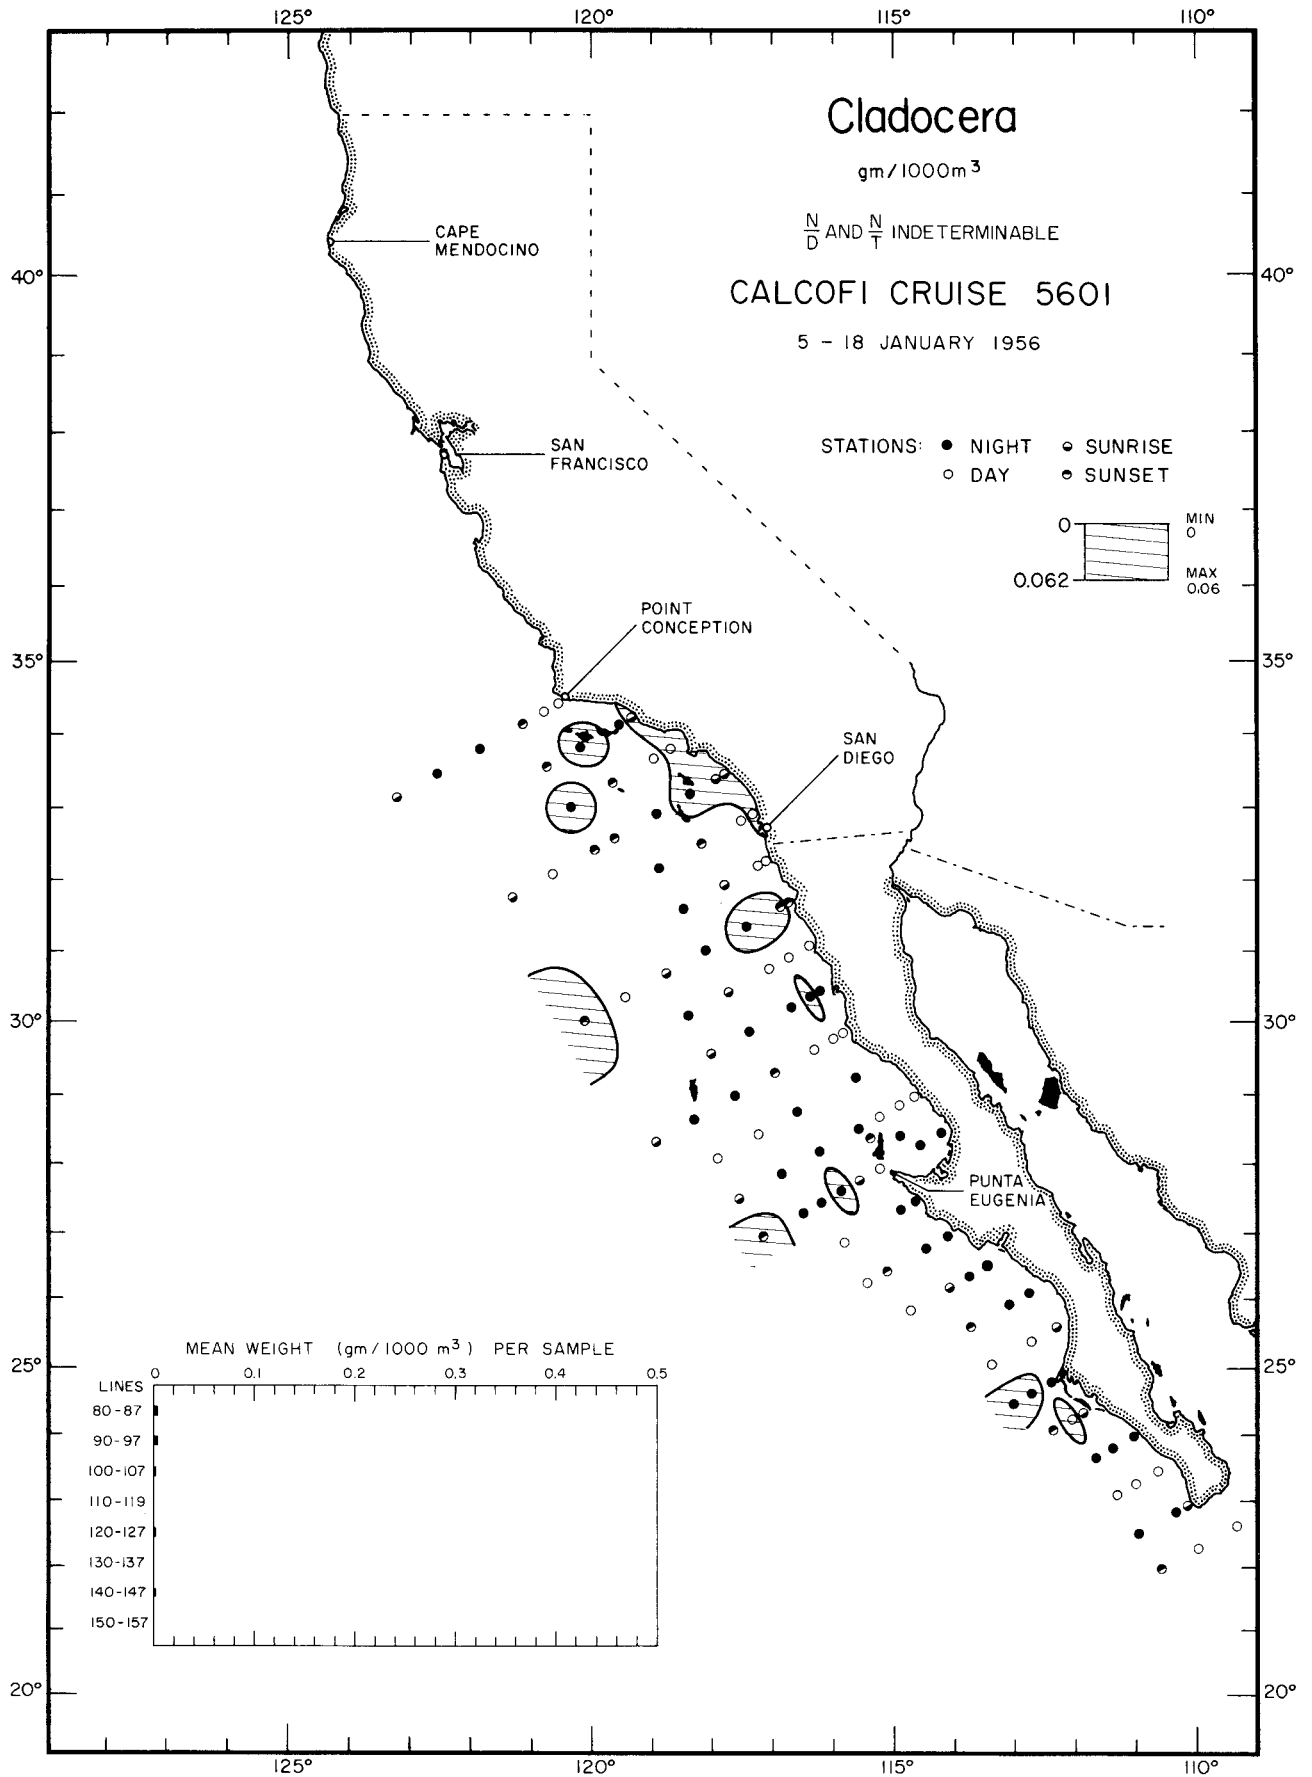 125° 120° 115° 110°
Cladocera
gm/1000m³
N/D AND N/T INDETERMINABLE
CALCOFI CRUISE 5601
5 – 18 JANUARY 1956
CAPE
MENDOCINO
40° 40°
STATIONS: NIGHT SUNRISE
DAY SUNSET
SAN
FRANCISCO
0 MIN
0
0.062 MAX
0.06
POINT
CONCEPTION
35° 35°
SAN
DIEGO
30° 30°
PUNTA
EUGENIA
MEAN WEIGHT (gm/1000 m³) PER SAMPLE
25° 25°
0 0.1 0.2 0.3 0.4 0.5
LINES
80-87
90-97
100-107
110-119
120-127
130-137
140-147
150-157
20° 20°
125° 120° 115° 110°